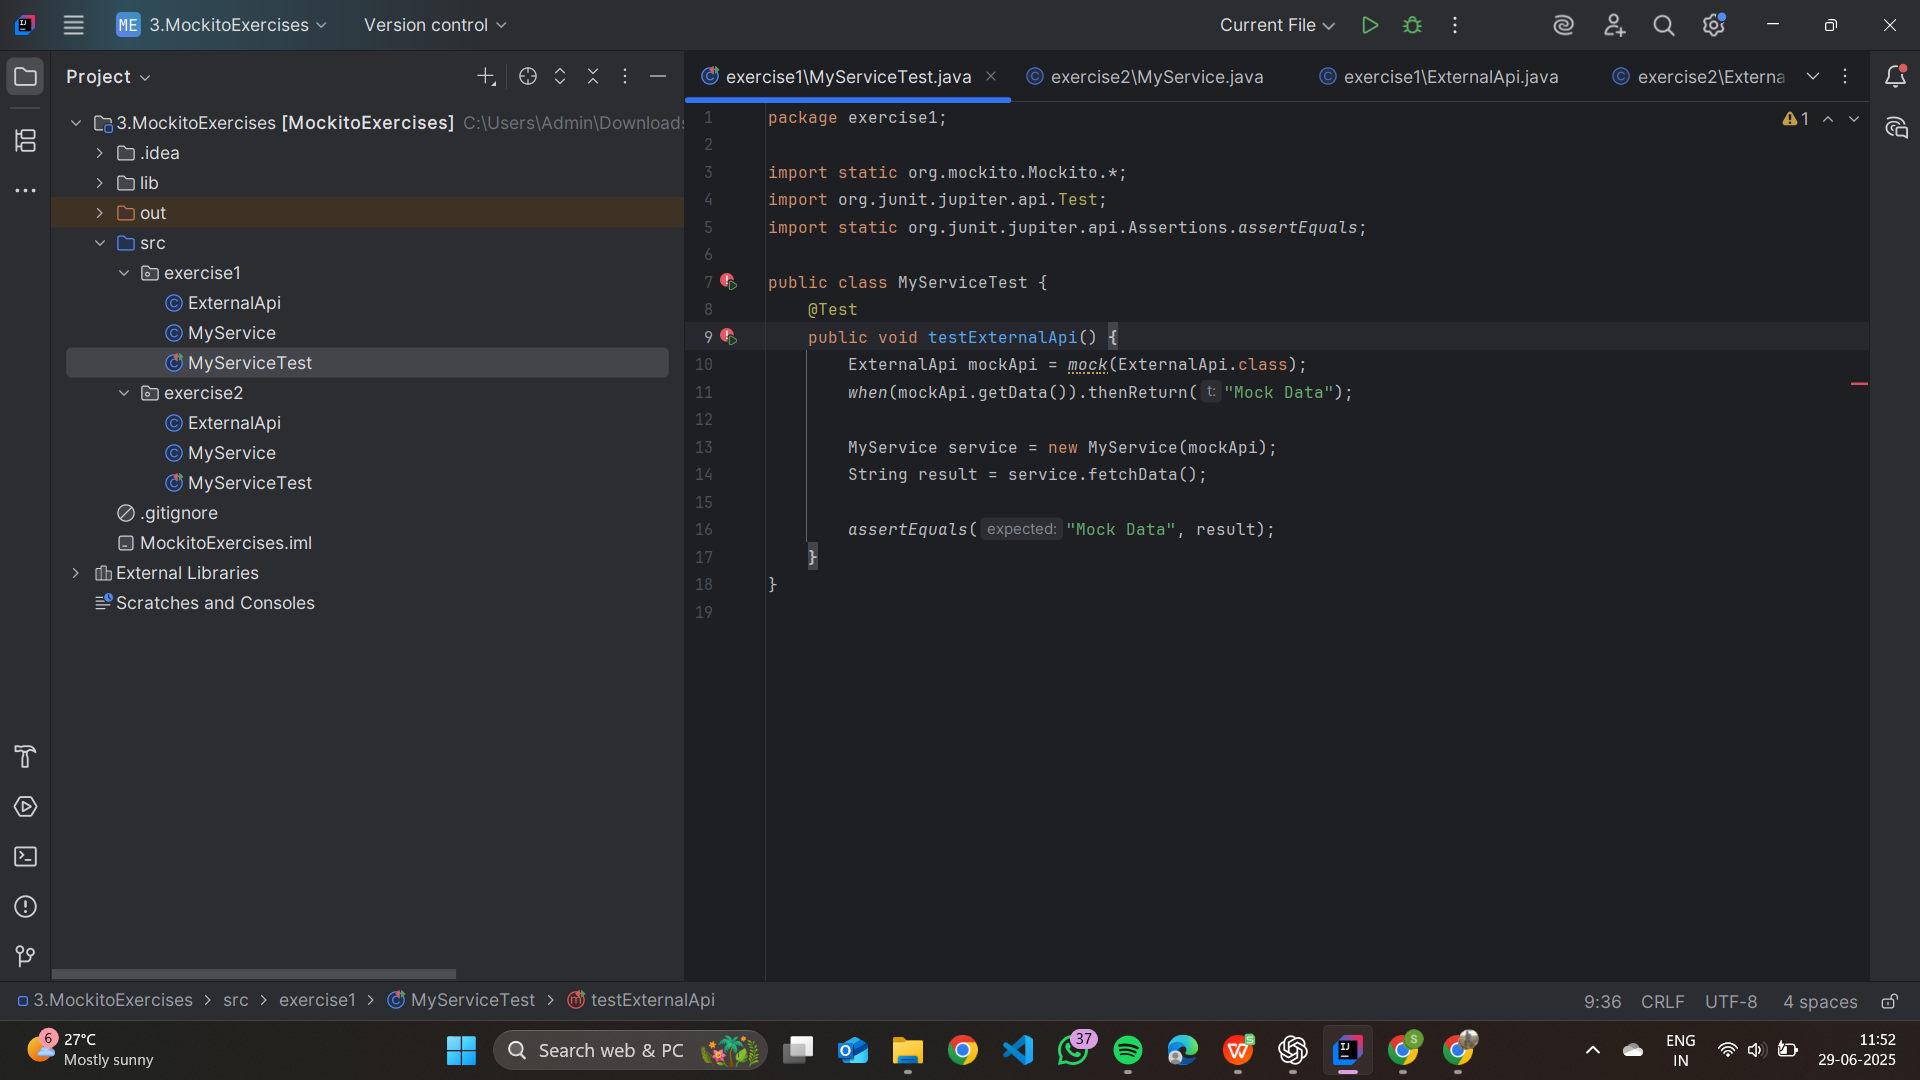 ME 3.MockitoExercises Version control Current File
Project
3.MockitoExercises [MockitoExercises] C:\Users\Admin\Downloads
.idea
lib
out
src
exercise1
ExternalApi
MyService
MyServiceTest
exercise2
ExternalApi
MyService
MyServiceTest
.gitignore
MockitoExercises.iml
External Libraries
Scratches and Consoles
exercise1\MyServiceTest.java exercise2\MyService.java exercise1\ExternalApi.java exercise2\Externa
1 package exercise1; 1
2
3 import static org.mockito.Mockito.*;
4 import org.junit.jupiter.api.Test;
5 import static org.junit.jupiter.api.Assertions.assertEquals;
6
7 public class MyServiceTest {
8 @Test
9 public void testExternalApi() {
10 ExternalApi mockApi = mock(ExternalApi.class);
11 when(mockApi.getData()).thenReturn( t: "Mock Data");
12
13 MyService service = new MyService(mockApi);
14 String result = service.fetchData();
15
16 assertEquals( expected: "Mock Data", result);
17 }
18 }
19
3.MockitoExercises > src > exercise1 > MyServiceTest > testExternalApi 9:36 CRLF UTF-8 4 spaces
6 27°C
Mostly sunny
Search web & PC
37
S
S
ENG
IN
11:52
29-06-2025